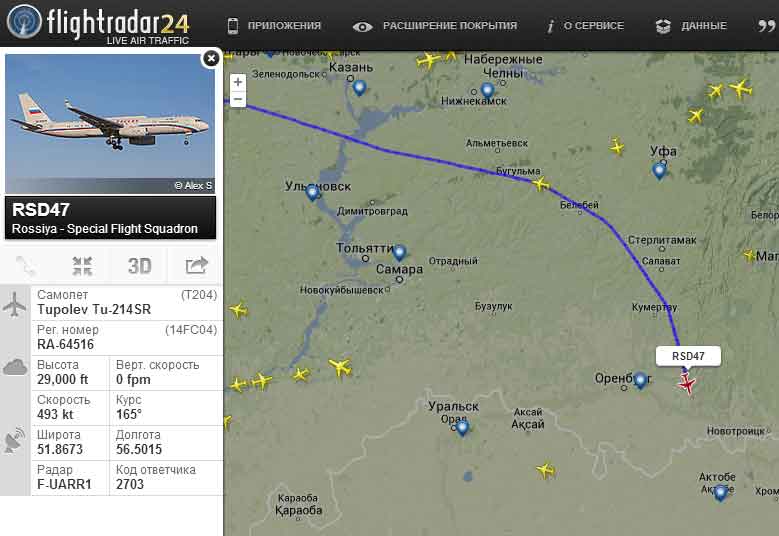 flightradar24
LIVE AIR TRAFFIC
ПРИЛОЖЕНИЯ
РАСШИРЕНИЕ ПОКРЫТИЯ
О СЕРВИСЕ
ДАННЫЕ
© Alex S
RSD47
Rossiya - Special Flight Squadron
3D
Самолет (T204)
Tupolev Tu-214SR
Рег. номер (14FC04)
RA-64516
Высота Верт. скорость
29,000 ft 0 fpm
Скорость Курс
493 kt 165°
Широта Долгота
51.8673 56.5015
Радар Код ответчика
F-UARR1 2703
+
−
Казань
Зеленодольск
Набережные
Челны
Нижнекамск
Альметьевск
Уфа
Бугульма
Ульяновск
Димитровград
Белебей
Белор
Стерлитамак
Тольятти
Отрадный
Салават
Маг
Самара
Новокуйбышевск
Бузулук
Кумертау
RSD47
Оренбург
Уральск
Орал
Аксай
Ақсай
Новотроицк
Актобе
Ақтөбе
Хром
Караоба
Қараоба